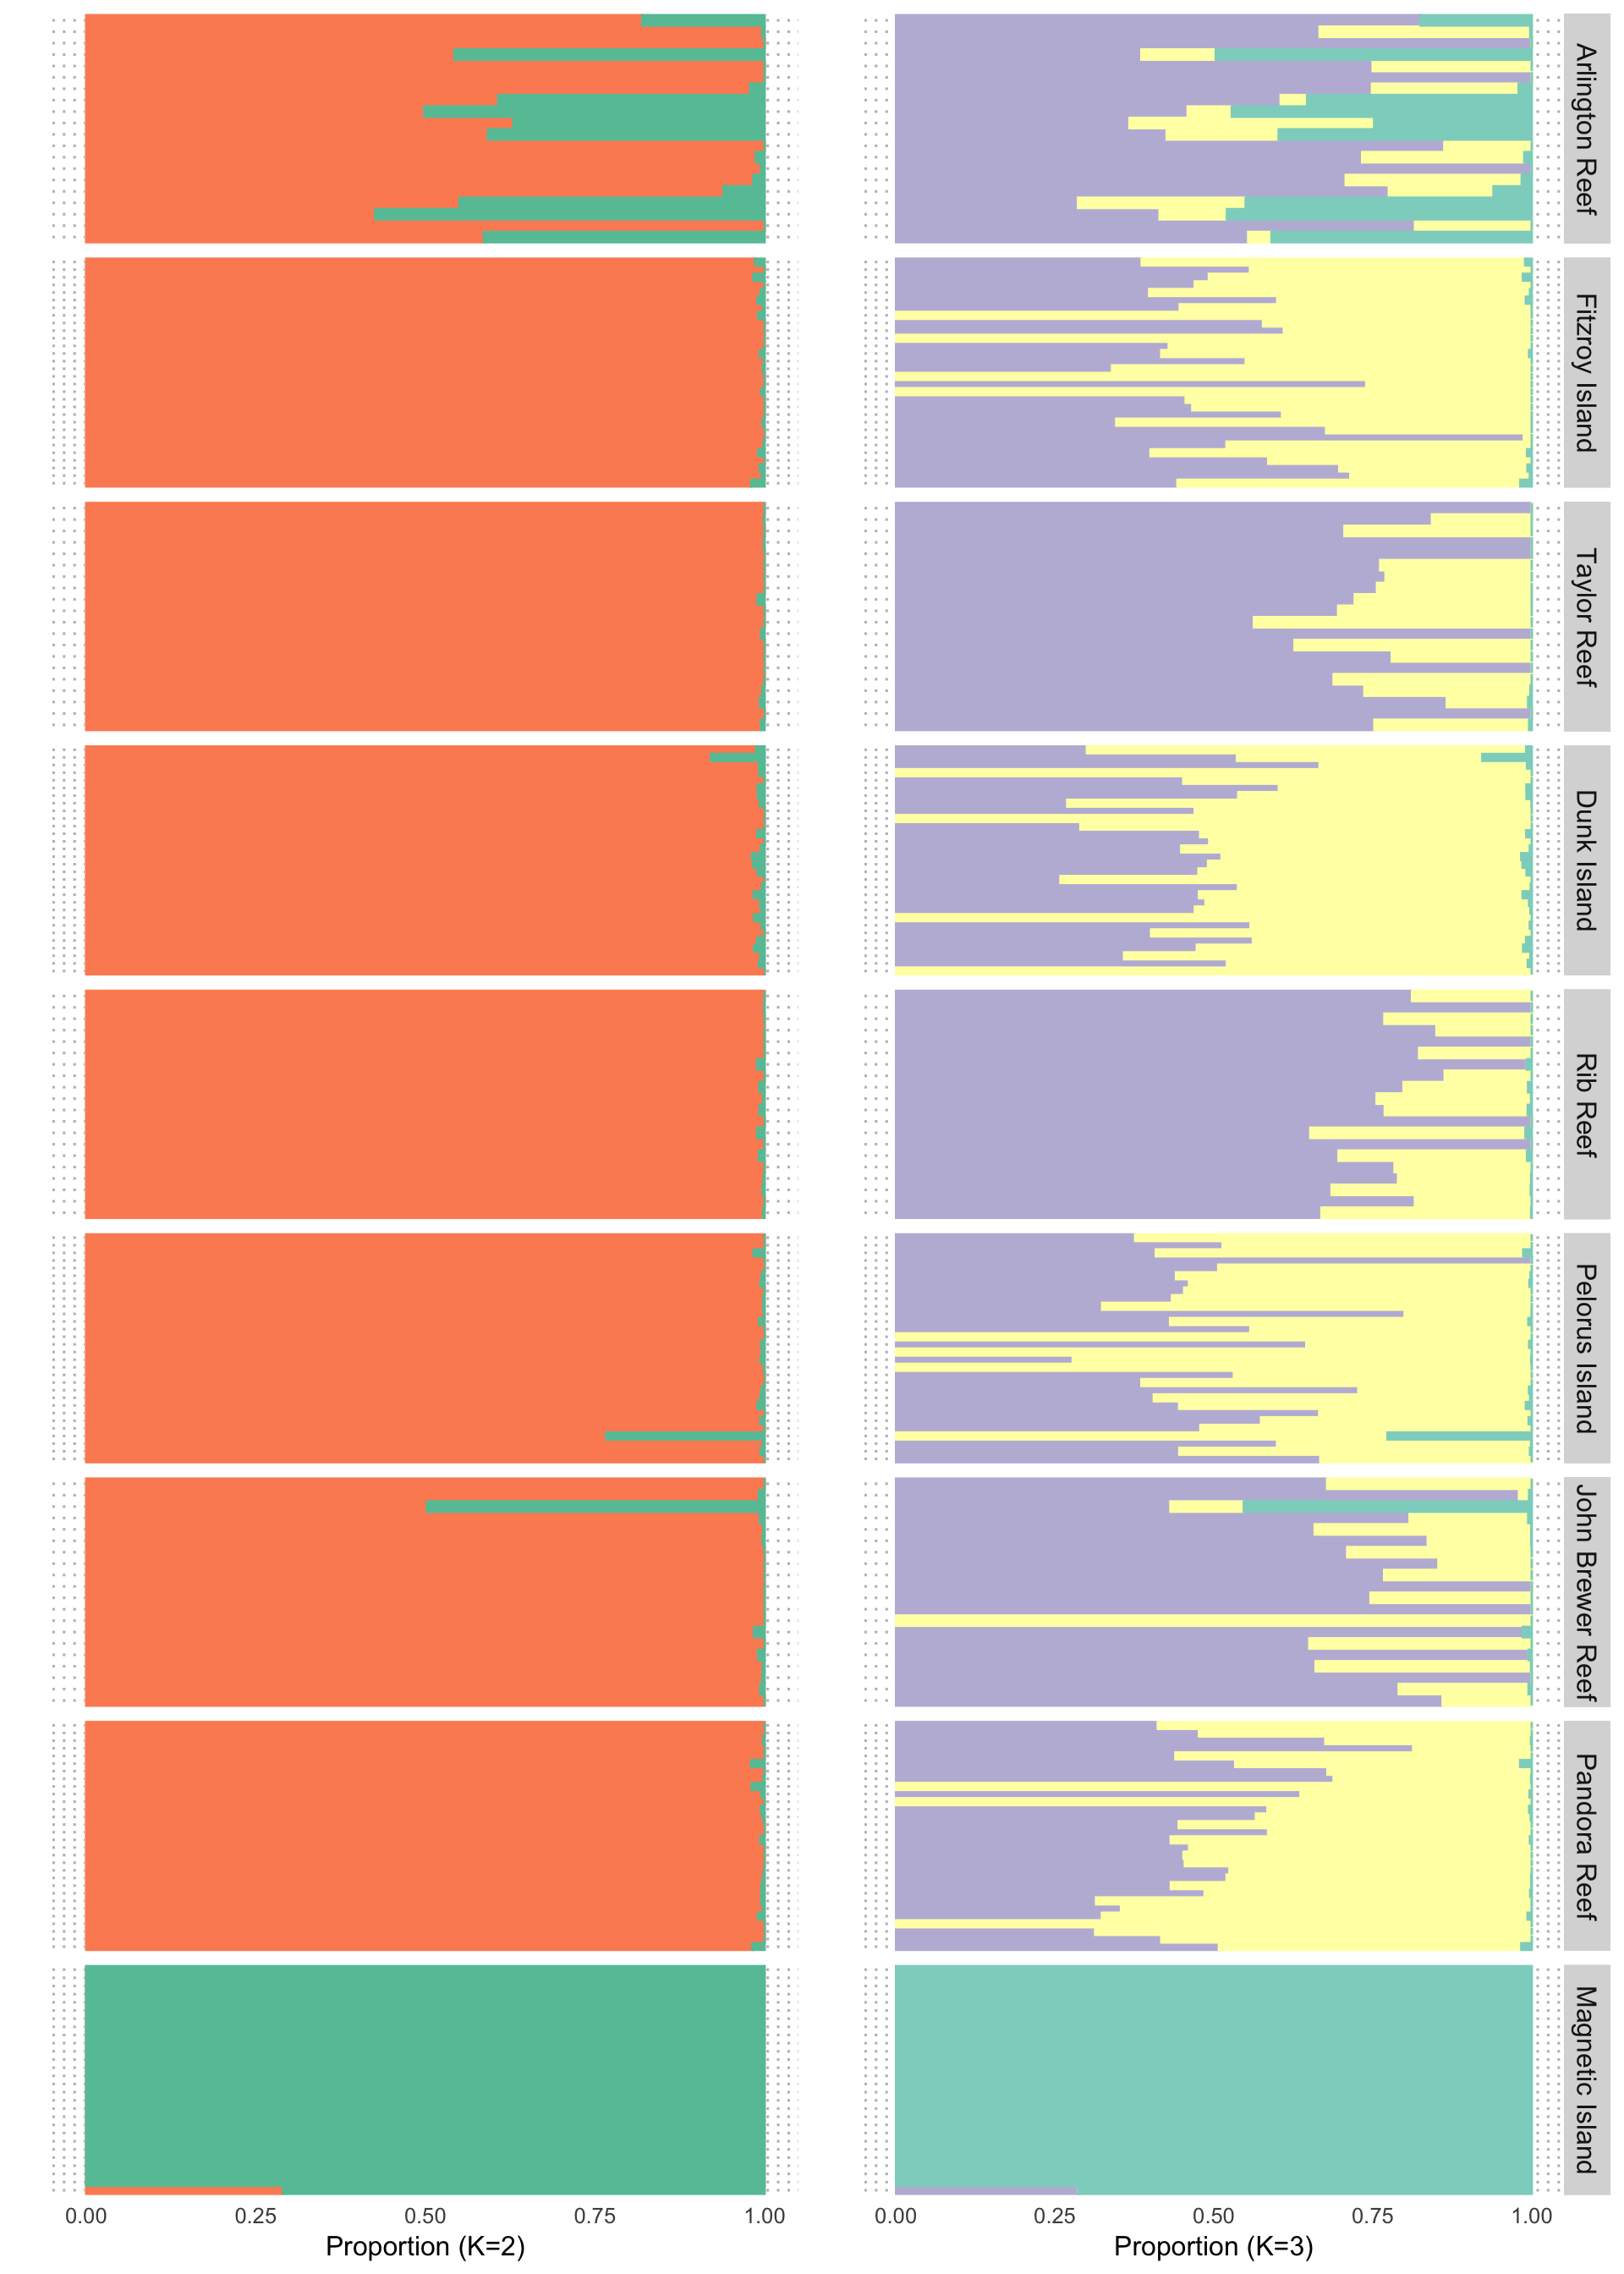 Arlington Reef
Fitzroy Island
Taylor Reef
Dunk Island
Rib Reef
Pelorus Island
John Brewer Reef
Pandora Reef
Magnetic Island
0.00 0.25 0.50 0.75 1.00 0.00 0.25 0.50 0.75 1.00
Proportion (K=2) Proportion (K=3)